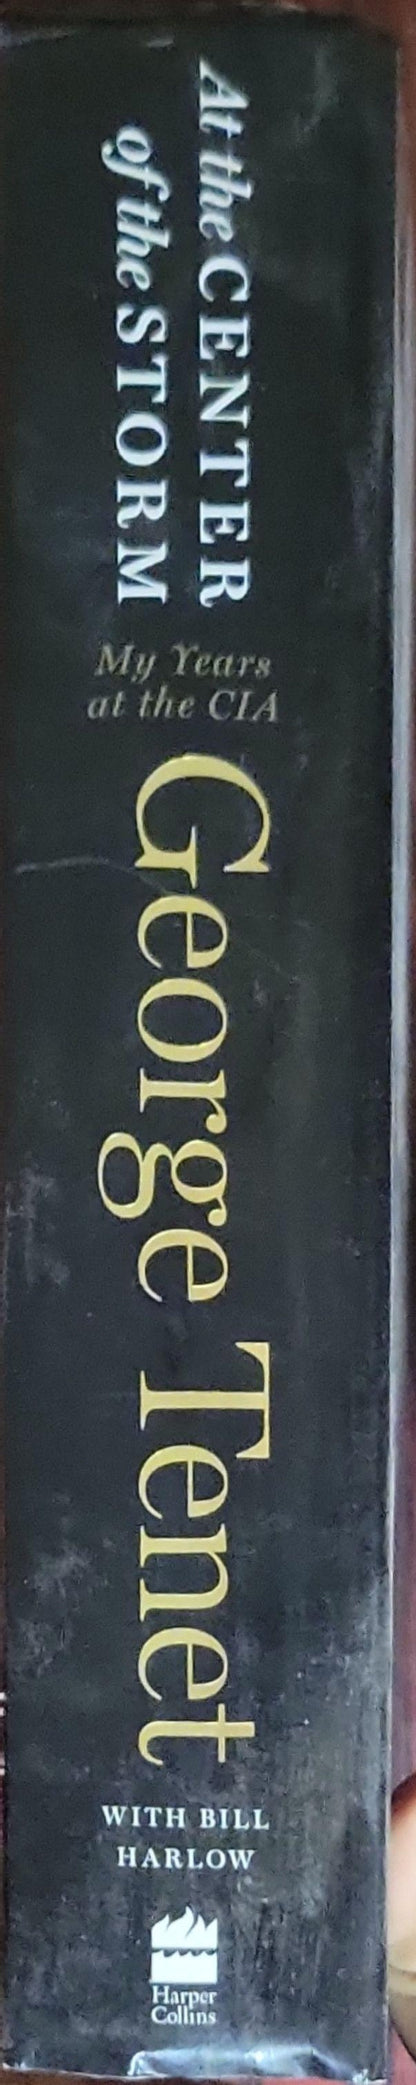 At the CENTER
of the STORM
My Years
at the CIA
George Tenet
WITH BILL
HARLOW
Harper
Collins